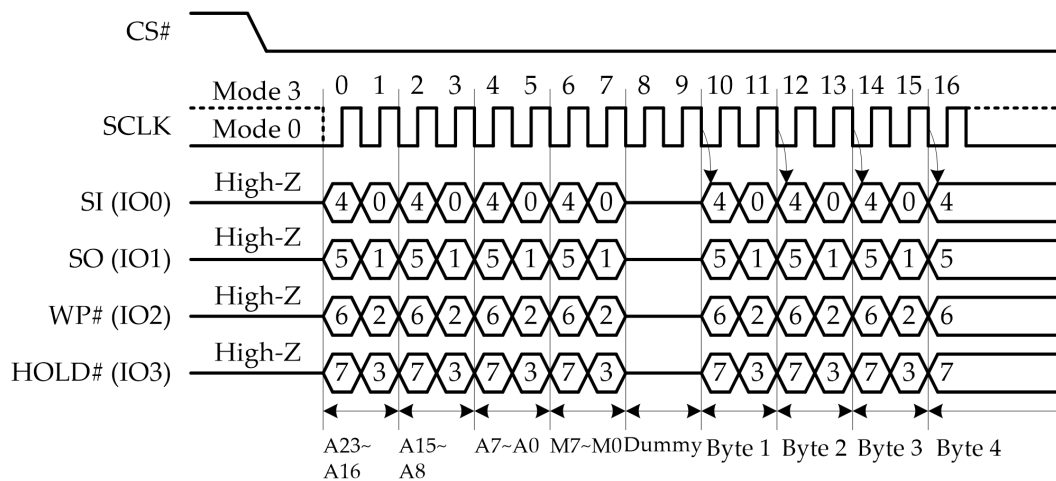 CS#
Mode 3 0 1 2 3 4 5 6 7 8 9 10 11 12 13 14 15 16
SCLK Mode 0
SI (IO0) High-Z 4 0 4 0 4 0 4 0 4 0 4 0 4 0 4
SO (IO1) High-Z 5 1 5 1 5 1 5 1 5 1 5 1 5 1 5
WP# (IO2) High-Z 6 2 6 2 6 2 6 2 6 2 6 2 6 2 6
HOLD# (IO3) High-Z 7 3 7 3 7 3 7 3 7 3 7 3 7 3 7
A23~ A15~ A7~A0 M7~M0 Dummy Byte 1 Byte 2 Byte 3 Byte 4
A16 A8